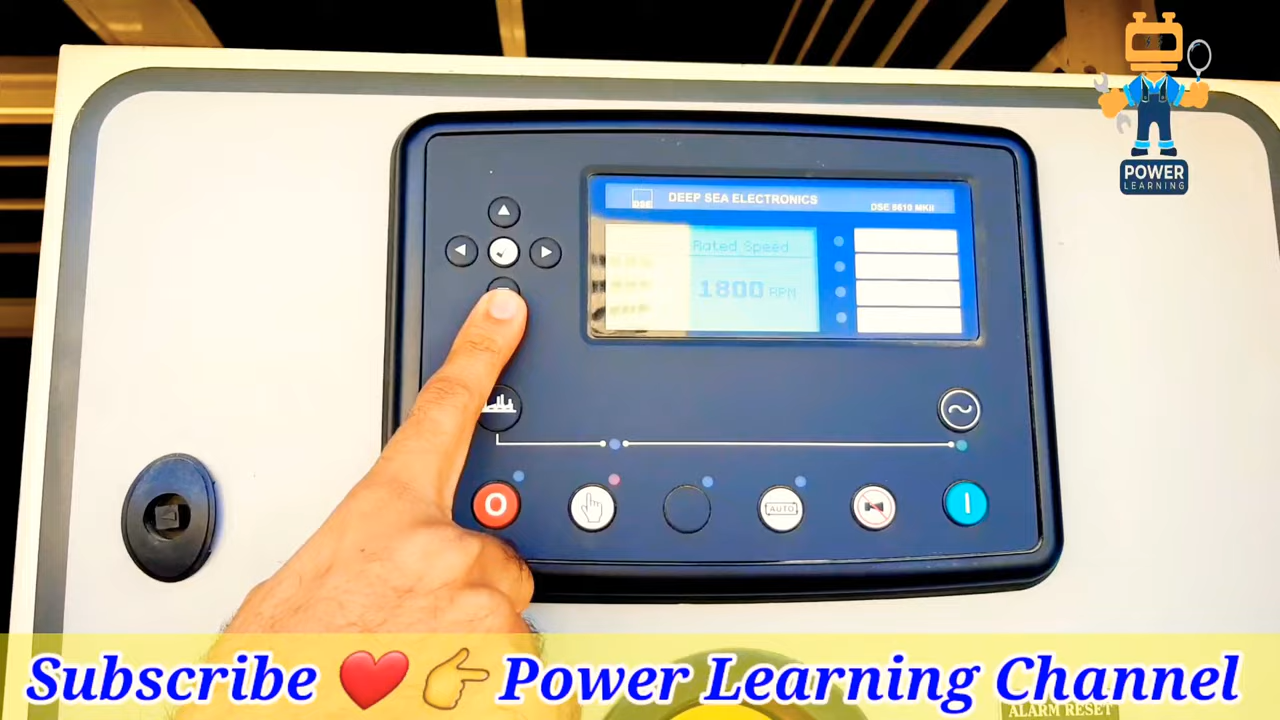 POWER
LEARNING
DSE
DEEP SEA ELECTRONICS
DSE 8610 MKII
Rated Speed
1800 RPM
O
AUTO
I
Subscribe ❤️ 👉 Power Learning Channel
ALARM RESET